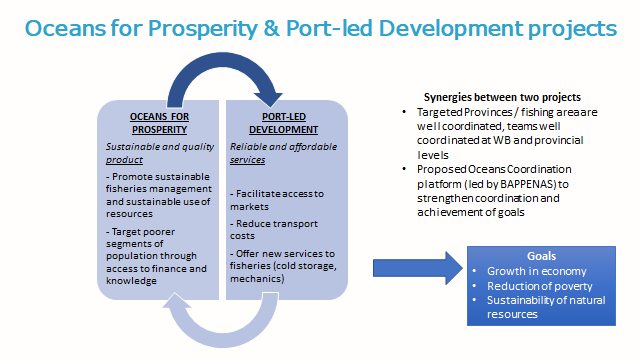 Oceans for Prosperity & Port-led Development projects
OCEANS FOR
PROSPERITY
Sustainable and quality
product
- Promote sustainable
fisheries management
and sustainable use of
resources
- Target poorer
segments of
population through
access to finance and
knowledge
PORT-LED
DEVELOPMENT
Reliable and affordable
services
- Facilitate access to
markets
- Reduce transport
costs
- Offer new services to
fisheries (cold storage,
mechanics)
Synergies between two projects
• Targeted Provinces / fishing area are
well coordinated, teams well
coordinated at WB and provincial
levels
• Proposed Oceans Coordination
platform (led by BAPPENAS) to
strengthen coordination and
achievement of goals
Goals
• Growth in economy
• Reduction of poverty
• Sustainability of natural
resources